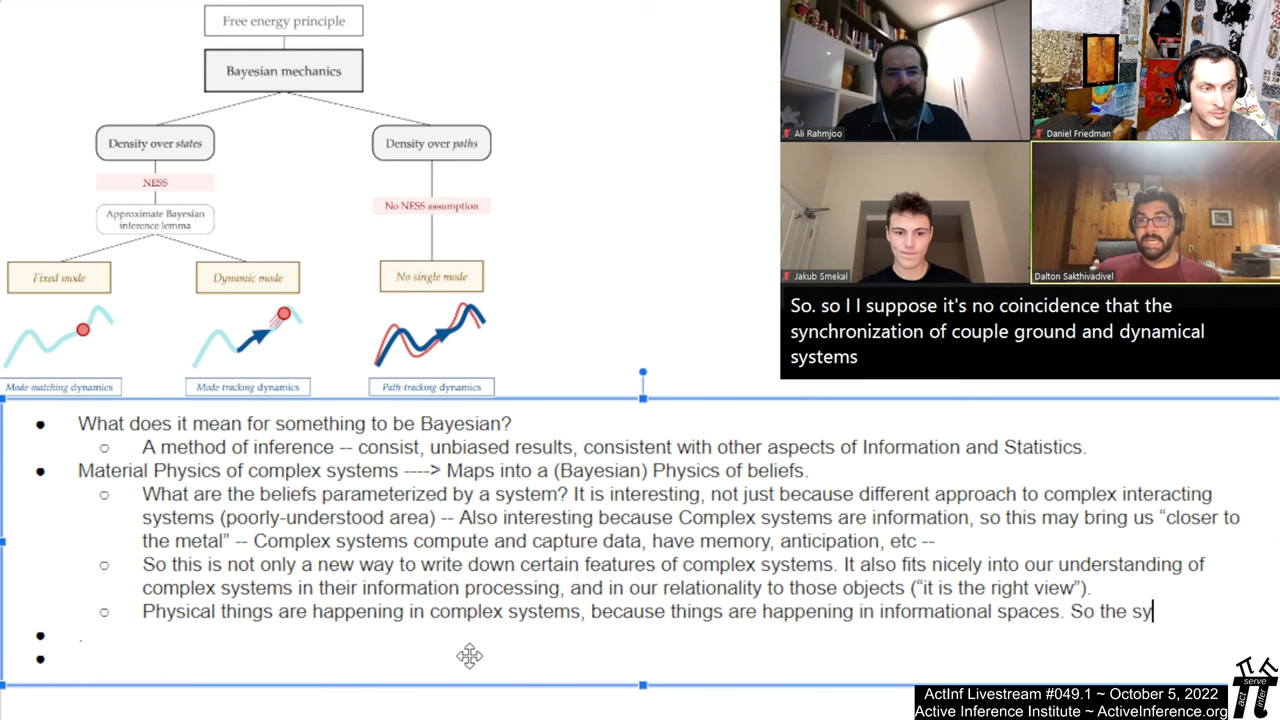 Free energy principle
Bayesian mechanics
Density over states
Density over paths
NESS
No NESS assumption
Approximate Bayesian
inference lemma
Fixed mode
Dynamic mode
No single mode
Mode-matching dynamics
Mode-tracking dynamics
Path-tracking dynamics
Ali Rahmjoo
Daniel Friedman
Jakub Smekal
Dalton Sakthivadivel
So. so I I suppose it's no coincidence that the
synchronization of couple ground and dynamical
systems
What does it mean for something to be Bayesian?
A method of inference -- consist, unbiased results, consistent with other aspects of Information and Statistics.
Material Physics of complex systems ----> Maps into a (Bayesian) Physics of beliefs.
What are the beliefs parameterized by a system? It is interesting, not just because different approach to complex interacting
systems (poorly-understood area) -- Also interesting because Complex systems are information, so this may bring us “closer to
the metal” -- Complex systems compute and capture data, have memory, anticipation, etc --
So this is not only a new way to write down certain features of complex systems. It also fits nicely into our understanding of
complex systems in their information processing, and in our relationality to those objects (“it is the right view”).
Physical things are happening in complex systems, because things are happening in informational spaces. So the sy
.
ActInf Livestream #049.1 ~ October 5, 2022
Active Inference Institute ~ ActiveInference.org
serve
act
infer